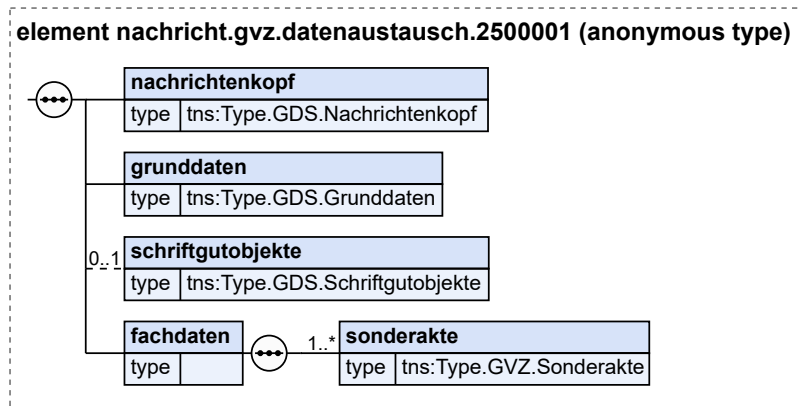 element nachricht.gvz.datenaustausch.2500001 (anonymous type)
nachrichtenkopf
type tns:Type.GDS.Nachrichtenkopf
grunddaten
type tns:Type.GDS.Grunddaten
0..1 schriftgutobjekte
type tns:Type.GDS.Schriftgutobjekte
fachdaten 1..* sonderakte
type type tns:Type.GVZ.Sonderakte